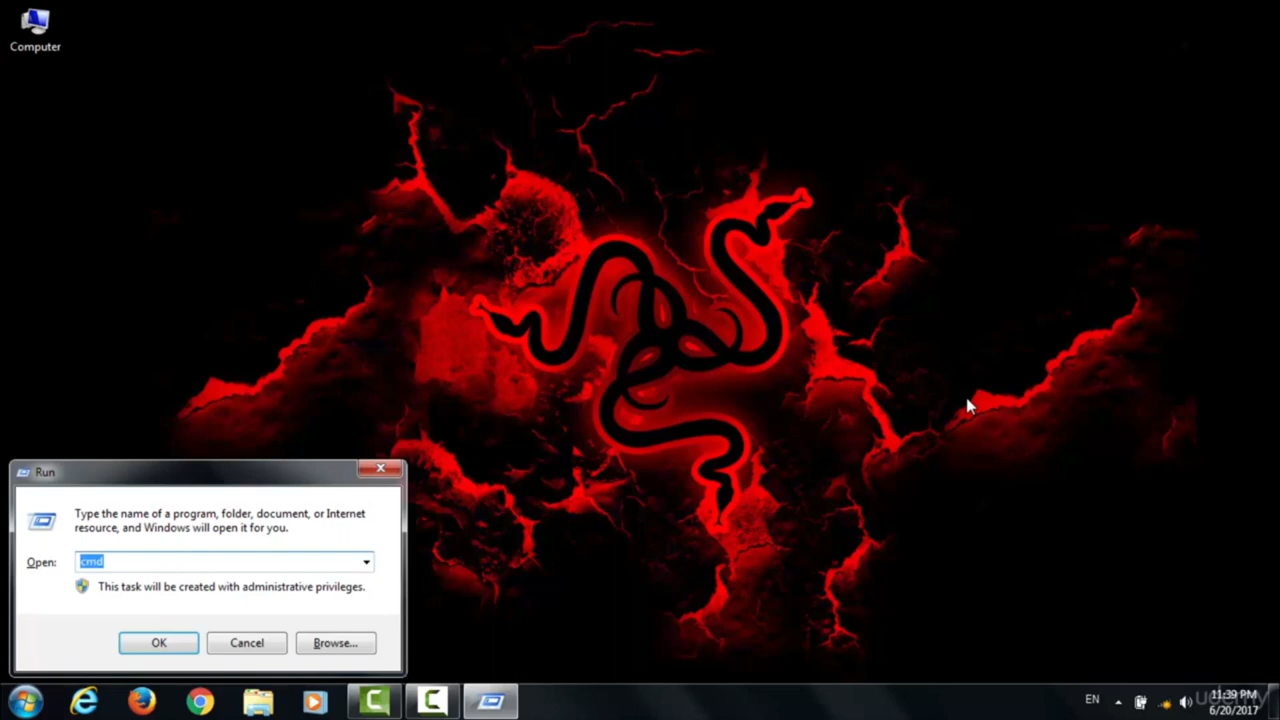 Computer
Run
Type the name of a program, folder, document, or Internet
resource, and Windows will open it for you.
Open:
cmd
This task will be created with administrative privileges.
OK
Cancel
Browse...
EN
11:39 PM
6/20/2017
udemy